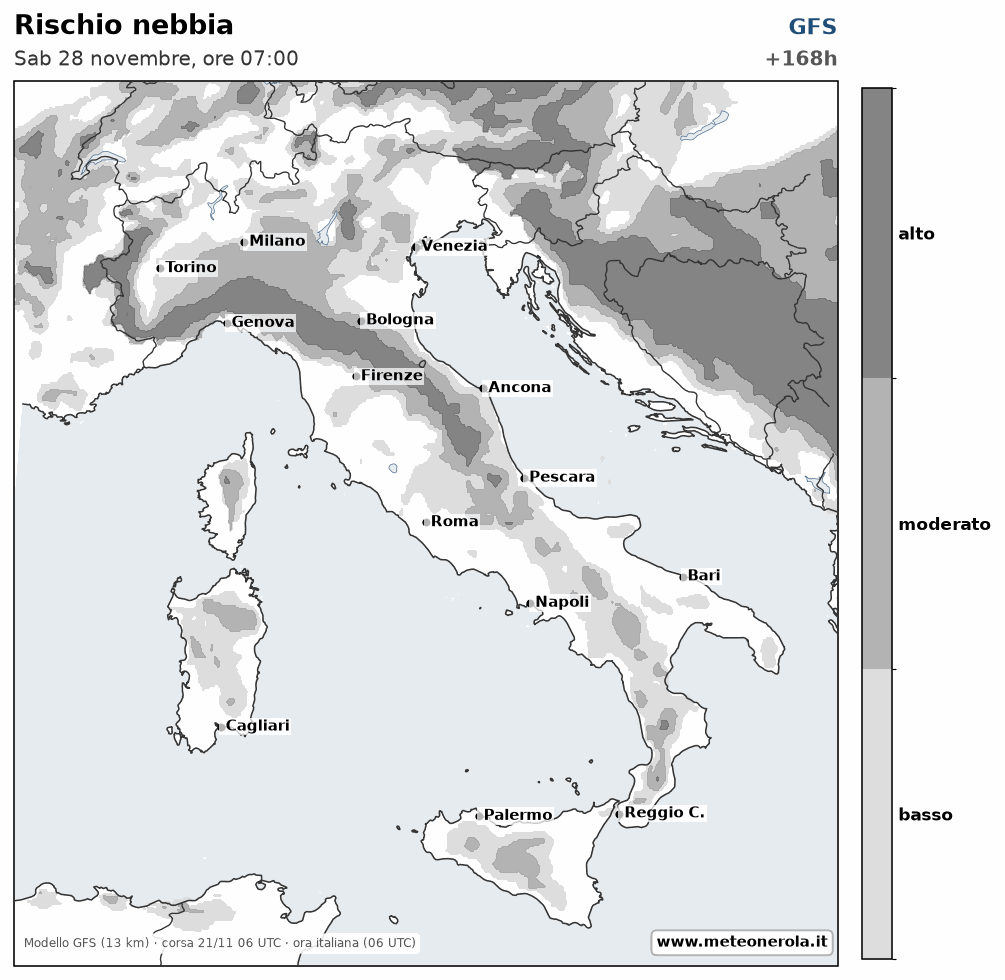 Rischio nebbia
GFS
Sab 28 novembre, ore 07:00
+168h
Milano
Venezia
Torino
Genova
Bologna
Firenze
Ancona
Pescara
Roma
Bari
Napoli
Cagliari
Palermo
Reggio C.
alto
moderato
basso
Modello GFS (13 km) · corsa 21/11 06 UTC · ora italiana (06 UTC)
www.meteonerola.it